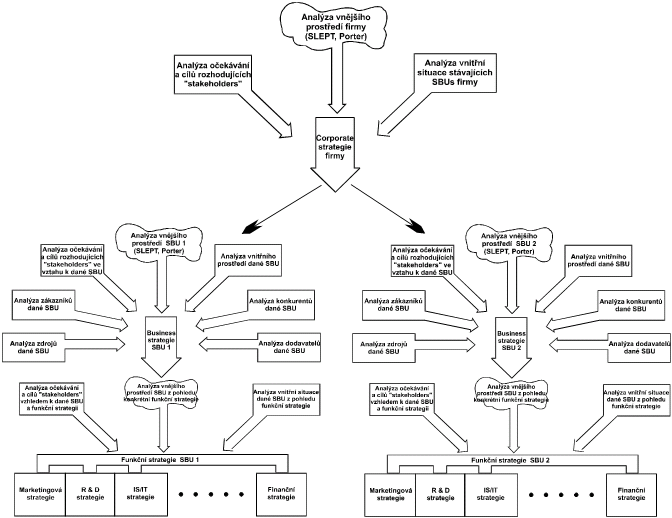 Analýza vnějšího
prostředí firmy
(SLEPT, Porter)
Analýza očekávání
a cílů rozhodujících
"stakeholders"
Analýza vnitřní
situace stávajících
SBUs firmy
Corporate
strategie
firmy
Analýza vnějšího
prostředí SBU 1
(SLEPT, Porter)
Analýza očekávání
a cílů rozhodujících
"stakeholders" ve
vztahu k dané SBU
Analýza vnitřního
prostředí dané SBU
Analýza zákazníků
dané SBU
Analýza konkurentů
dané SBU
Business
strategie
SBU 1
Analýza zdrojů
dané SBU
Analýza dodavatelů
dané SBU
Analýza očekávání
a cílů "stakeholders"
vzhledem k dané SBU
a funkční strategii
Analýza vnějšího
prostředí SBU z pohledu
konkrétní funkční strategie
Analýza vnitřní situace
dané SBU z pohledu
funkční strategie
Funkční strategie SBU 1
Marketingová
strategie
R & D
strategie
IS/IT
strategie
Finanční
strategie
Analýza vnějšího
prostředí SBU 2
(SLEPT, Porter)
Analýza očekávání
a cílů rozhodujících
"stakeholders" ve
vztahu k dané SBU
Analýza vnitřního
prostředí dané SBU
Analýza zákazníků
dané SBU
Analýza konkurentů
dané SBU
Business
strategie
SBU 2
Analýza zdrojů
dané SBU
Analýza dodavatelů
dané SBU
Analýza očekávání
a cílů "stakeholders"
vzhledem k dané SBU
a funkční strategii
Analýza vnějšího
prostředí SBU z pohledu
konkrétní funkční strategie
Analýza vnitřní situace
dané SBU z pohledu
funkční strategie
Funkční strategie SBU 2
Marketingová
strategie
R & D
strategie
IS/IT
strategie
Finanční
strategie